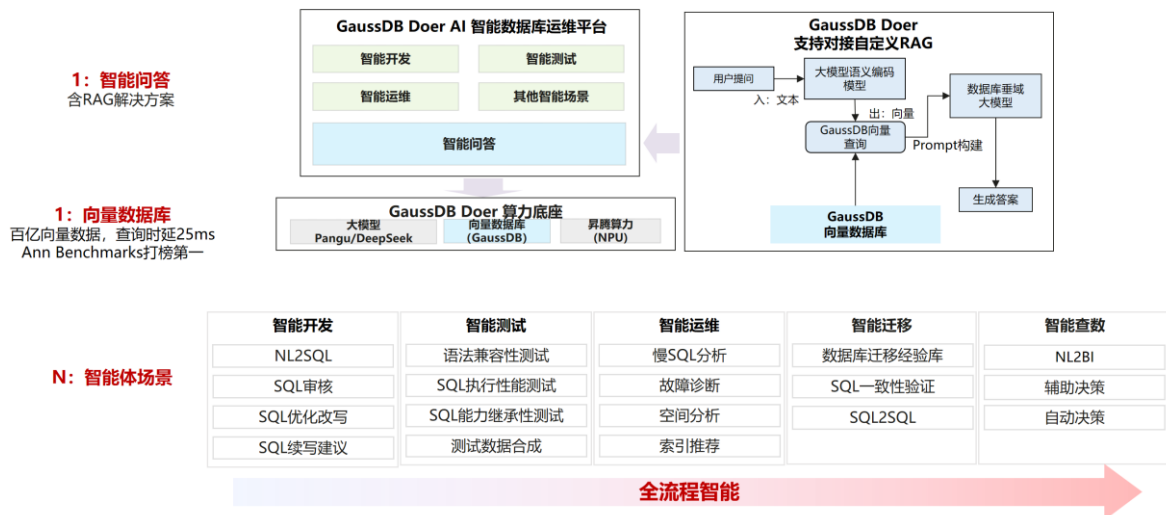 GaussDB Doer AI 智能数据库运维平台
智能开发
智能测试
智能运维
其他智能场景
智能问答
1：智能问答
含RAG解决方案
GaussDB Doer
支持对接自定义RAG
用户提问
大模型语义编码
模型
数据库垂域
大模型
入：文本
出：向量
GaussDB向量
查询
Prompt构建
生成答案
GaussDB
向量数据库
1：向量数据库
百亿向量数据，查询时延25ms
Ann Benchmarks打榜第一
GaussDB Doer 算力底座
大模型
Pangu/DeepSeek
向量数据库
(GaussDB)
昇腾算力
(NPU)
N：智能体场景
智能开发
NL2SQL
SQL审核
SQL优化改写
SQL续写建议
智能测试
语法兼容性测试
SQL执行性能测试
SQL能力继承性测试
测试数据合成
智能运维
慢SQL分析
故障诊断
空间分析
索引推荐
智能迁移
数据库迁移经验库
SQL一致性验证
SQL2SQL
智能查数
NL2BI
辅助决策
自动决策
全流程智能